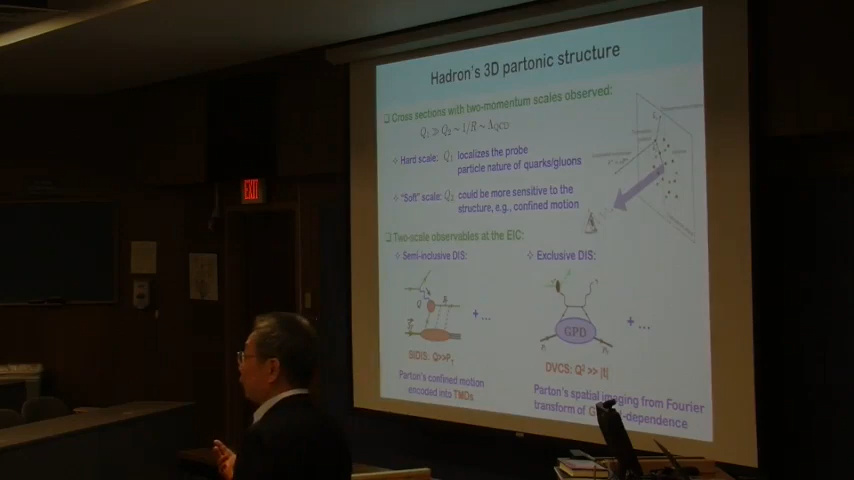 Hadron's 3D partonic structure
❑ Cross sections with two-momentum scales observed:
Q₁ ≫ Q₂ ~ 1/R ~ Λ_QCD
✧ Hard scale: Q₁ localizes the probe
particle nature of quarks/gluons
✧ "Soft" scale: Q₂ could be more sensitive to the
structure, e.g., confined motion
❑ Two-scale observables at the EIC:
✧ Semi-inclusive DIS:
✧ Exclusive DIS:
+ ...
GPD
+ ...
SIDIS: Q>>P_T
DVCS: Q² >> |t|
Parton's confined motion
encoded into TMDs
Parton's spatial imaging from Fourier
transform of -dependence
EXIT